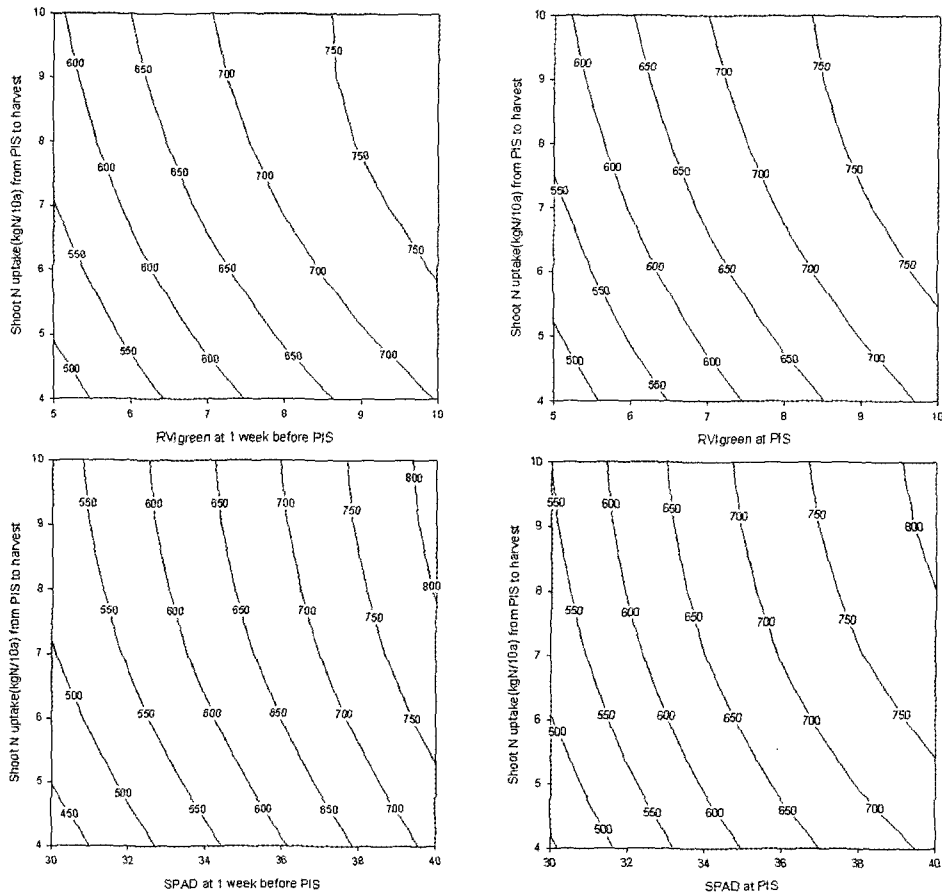 10
9
8
7
6
5
4
Shoot N uptake(kgN/10a) from PIS to harvest
600 650 700 750
600 650 700 750
550 600 650 700 750
500 550 600 650 700
5 6 7 8 9 10
RVIgreen at 1 week before PIS
10
9
8
7
6
5
4
Shoot N uptake(kgN/10a) from PIS to harvest
600 650 700 750
550 600 650 700 750
550 600 650 700 750
500 550 600 650 700
5 6 7 8 9 10
RVIgreen at PIS
10
9
8
7
6
5
4
Shoot N uptake(kgN/10a) from PIS to harvest
550 600 650 700 750 800
550 600 650 700 750 800
500 550 600 650 700 750
450 500 550 600 650 700
30 32 34 36 38 40
SPAD at 1 week before PIS
10
9
8
7
6
5
4
Shoot N uptake(kgN/10a) from PIS to harvest
550 600 650 700 750 800
550 600 650 700 750
500 550 600 650 700 750
500 550 600 650 700
30 32 34 36 38 40
SPAD at PIS